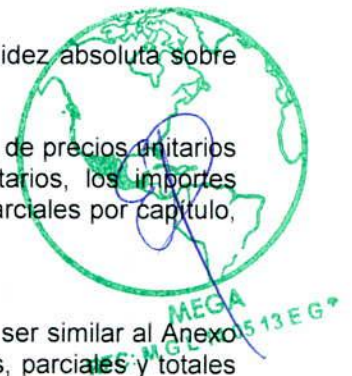 idez absoluta sobre
de precios unitarios
tarios, los importes
arciales por capítulo,
MEGA
ser similar al Anexo
s, parciales y totales